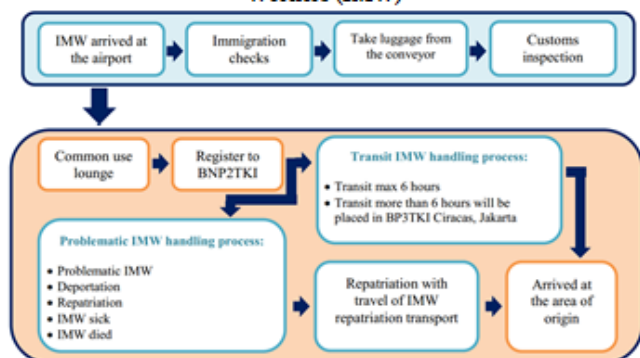 IMW arrived at
the airport
Immigration
checks
Take luggage from
the conveyor
Customs
inspection
Common use
lounge
Register to
BNP2TKI
Transit IMW handling process:
• Transit max 6 hours
• Transit more than 6 hours will be
placed in BP3TKI Ciracas, Jakarta
Problematic IMW handling process:
• Problematic IMW
• Deportation
• Repatriation
• IMW sick
• IMW died
Repatriation with
travel of IMW
repatriation transport
Arrived at
the area of
origin